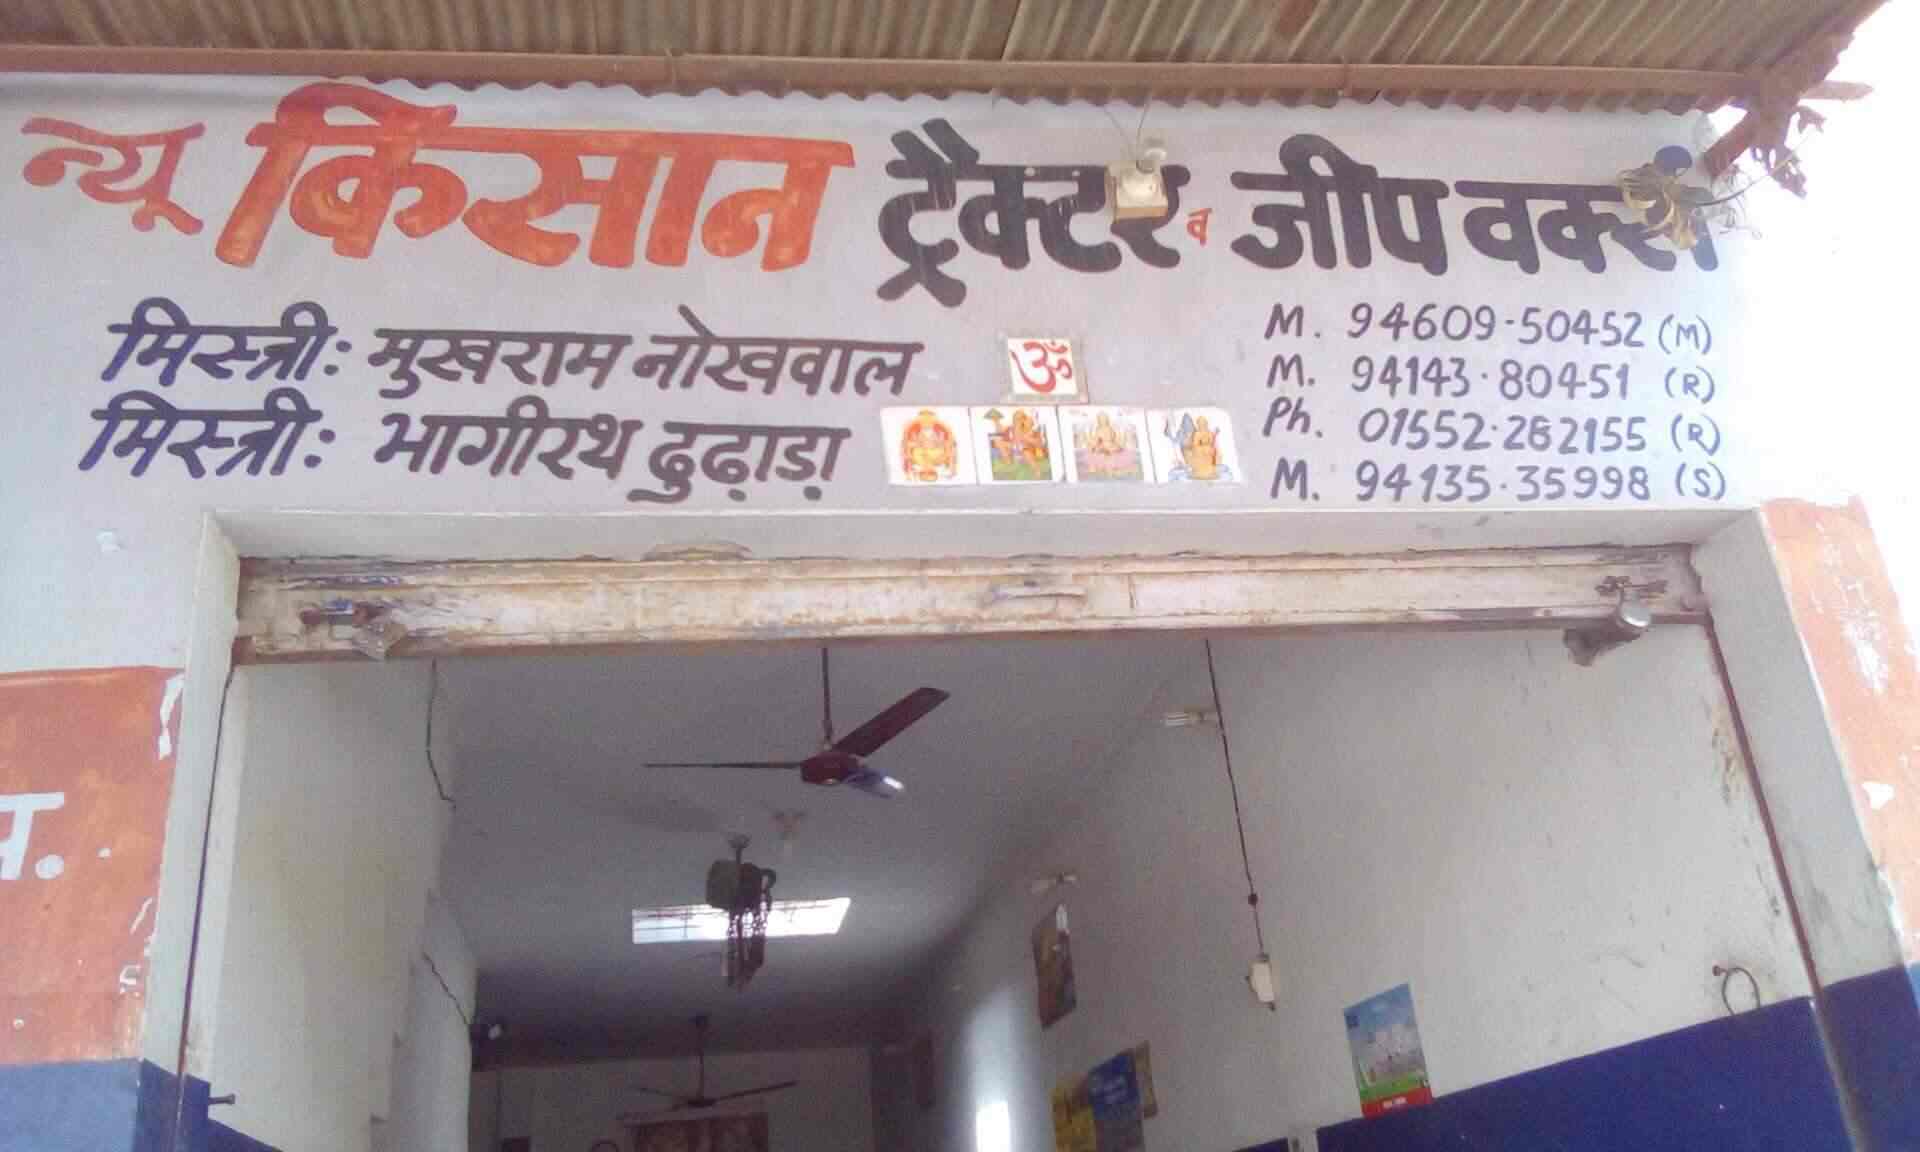 न्यू किसान ट्रैक्टर व जीप वर्क्स
मिस्त्री: मुखराम नोखवाल
मिस्त्री: भागीरथ ढुढ़ाड़ा
ॐ
M. 94609-50452 (M)
M. 94143-80451 (R)
Ph. 01552-262155 (R)
M. 94135-35998 (S)